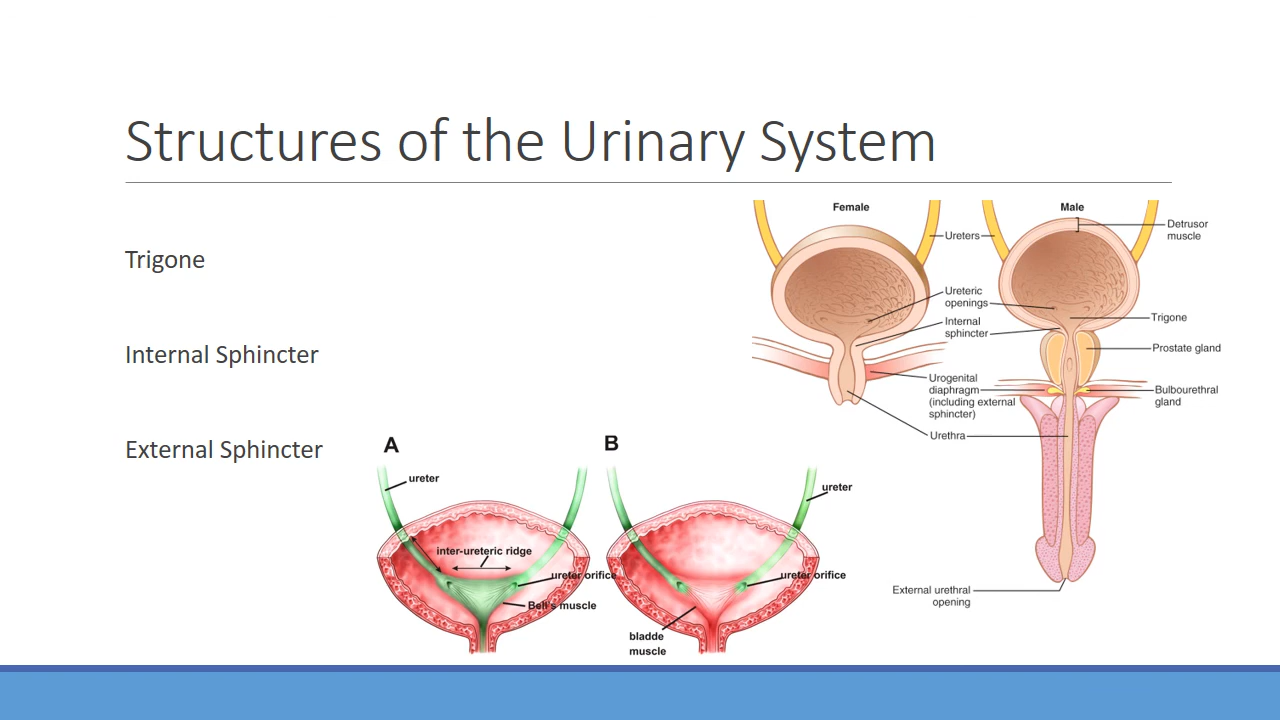 Structures of the Urinary System
Trigone
Internal Sphincter
External Sphincter
A
ureter
inter-ureteric ridge
ureter orifice
Bell's muscle
B
ureter
ureter orifice
bladde
muscle
Female
Male
Detrusor
muscle
Ureters
Ureteric
openings
Internal
sphincter
Trigone
Prostate gland
Urogenital
diaphragm
(including external
sphincter)
Bulbourethral
gland
Urethra
External urethral
opening